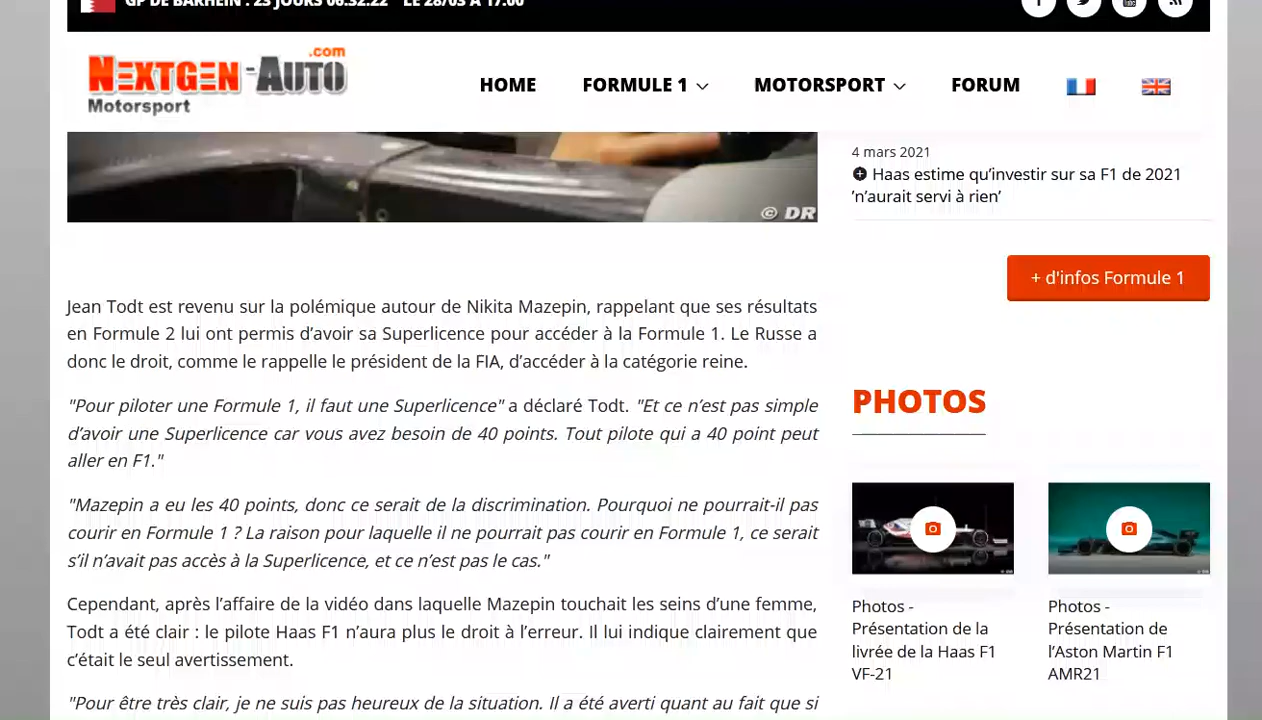 GP DE BARHEIN : 23 JOURS 06:32:22 LE 28/03 À 17:00
NEXTGEN-AUTO.com
Motorsport
HOME FORMULE 1 MOTORSPORT FORUM
4 mars 2021
Haas estime qu’investir sur sa F1 de 2021
’n’aurait servi à rien’
© DR
+ d'infos Formule 1
Jean Todt est revenu sur la polémique autour de Nikita Mazepin, rappelant que ses résultats
en Formule 2 lui ont permis d’avoir sa Superlicence pour accéder à la Formule 1. Le Russe a
donc le droit, comme le rappelle le président de la FIA, d’accéder à la catégorie reine.
"Pour piloter une Formule 1, il faut une Superlicence" a déclaré Todt. "Et ce n’est pas simple
d’avoir une Superlicence car vous avez besoin de 40 points. Tout pilote qui a 40 point peut
aller en F1."
"Mazepin a eu les 40 points, donc ce serait de la discrimination. Pourquoi ne pourrait-il pas
courir en Formule 1 ? La raison pour laquelle il ne pourrait pas courir en Formule 1, ce serait
s’il n’avait pas accès à la Superlicence, et ce n’est pas le cas."
Cependant, après l’affaire de la vidéo dans laquelle Mazepin touchait les seins d’une femme,
Todt a été clair : le pilote Haas F1 n’aura plus le droit à l’erreur. Il lui indique clairement que
c’était le seul avertissement.
"Pour être très clair, je ne suis pas heureux de la situation. Il a été averti quant au fait que si
PHOTOS
Photos -
Présentation de la
livrée de la Haas F1
VF-21
Photos -
Présentation de
l’Aston Martin F1
AMR21